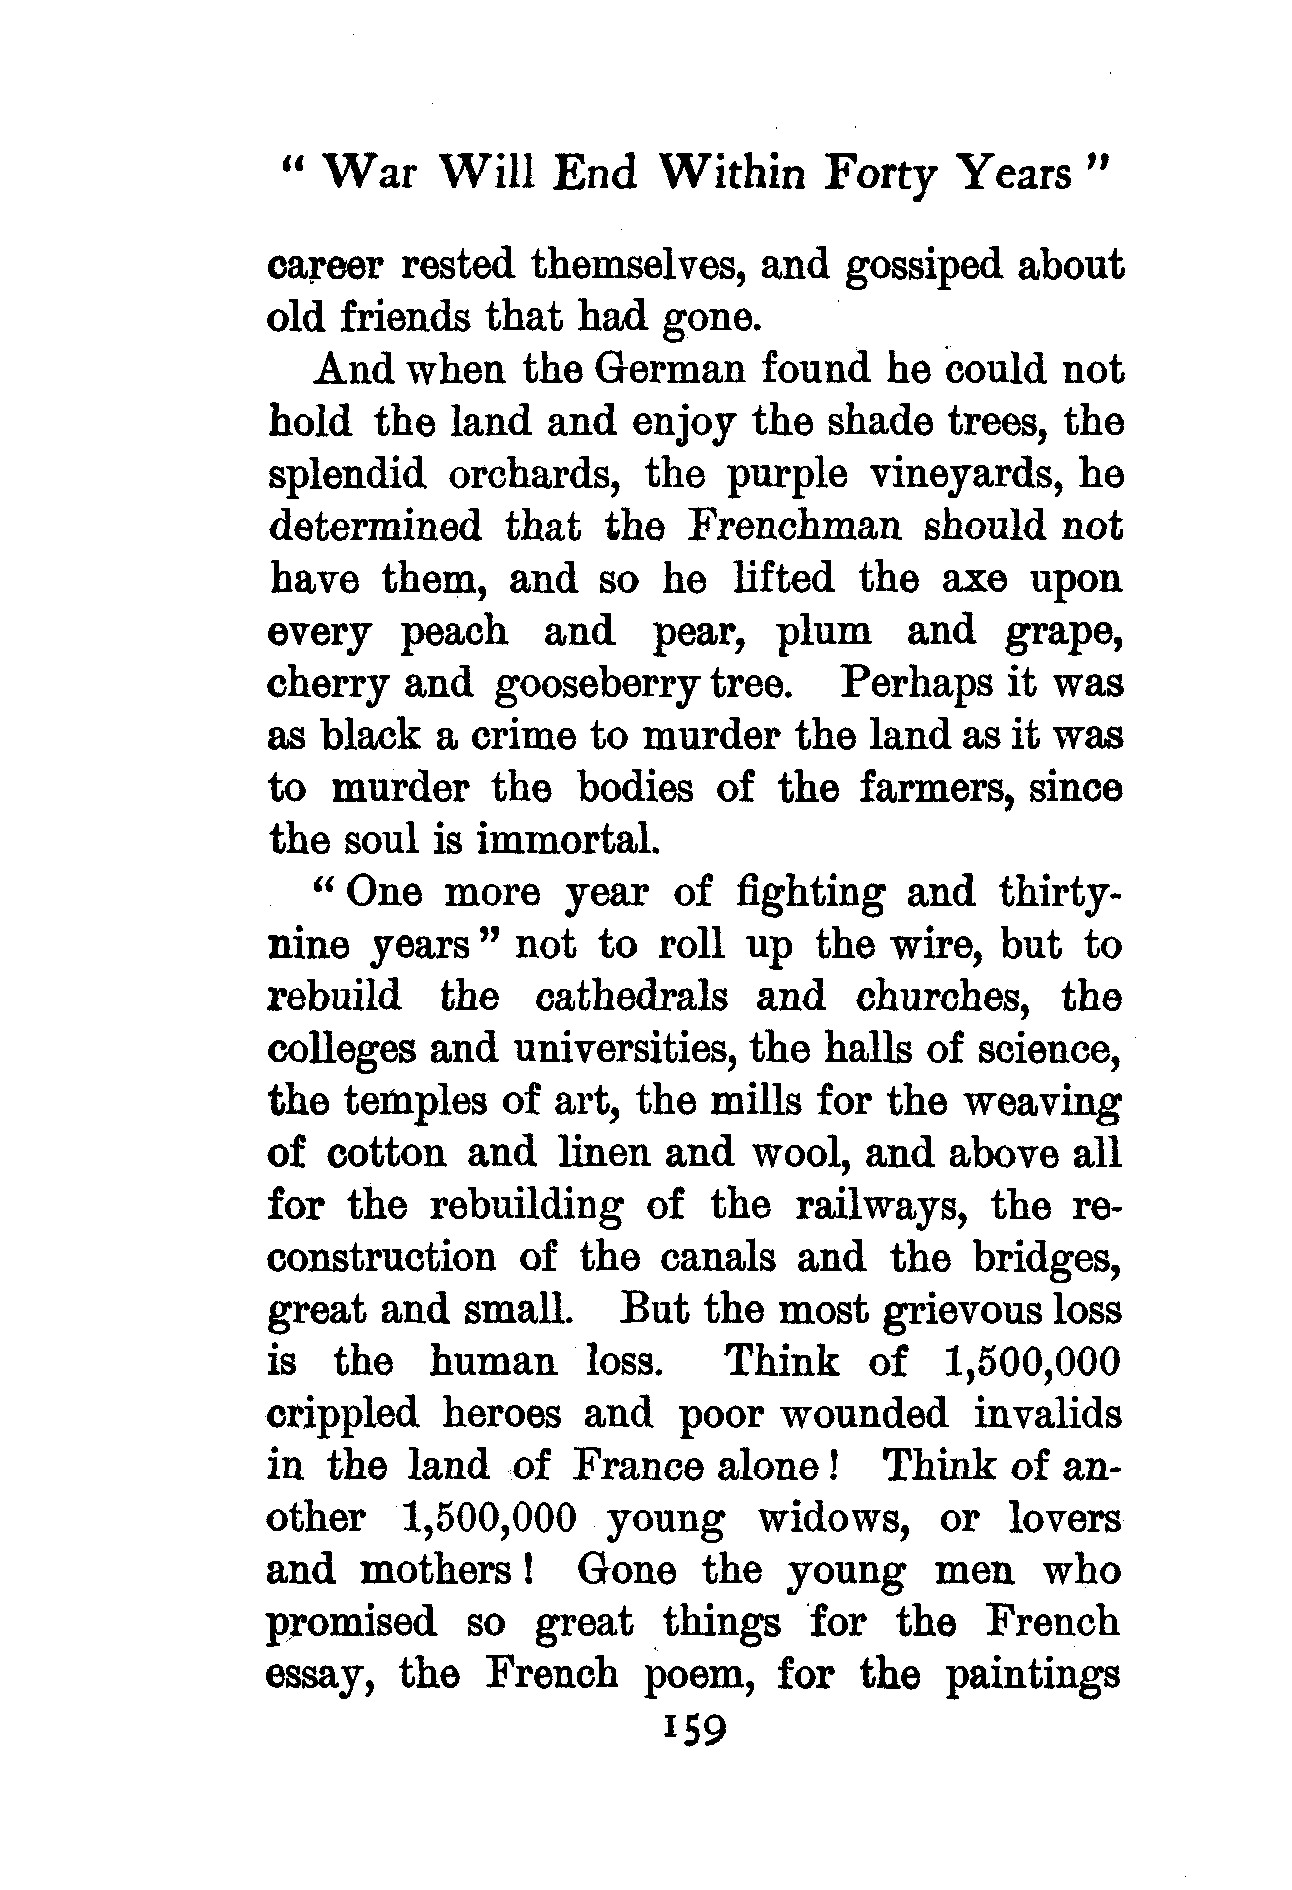 “ War Will End Within Forty Years ”
career rested themselves, and gossiped about
old friends that had gone.
And when the German found he could not
hold the land and enjoy the shade trees, the
splendid orchards, the purple vineyards, he
determined that the Frenchman should not
have them, and so he lifted the axe upon
every peach and pear, plum and grape,
cherry and gooseberry tree. Perhaps it was
as black a crime to murder the land as it was
to murder the bodies of the farmers, since
the soul is immortal.
“ One more year of fighting and thirty-
nine years ” not to roll up the wire, but to
rebuild the cathedrals and churches, the
colleges and universities, the halls of science,
the temples of art, the mills for the weaving
of cotton and linen and wool, and above all
for the rebuilding of the railways, the re-
construction of the canals and the bridges,
great and small. But the most grievous loss
is the human loss. Think of 1,500,000
crippled heroes and poor wounded invalids
in the land of France alone ! Think of an-
other 1,500,000 young widows, or lovers
and mothers ! Gone the young men who
promised so great things for the French
essay, the French poem, for the paintings
159